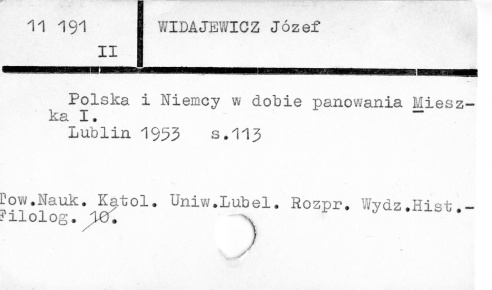 11 191
II
WIDAJEWICZ Józef
Polska i Niemcy w dobie panowania Miesz-
ka I.
Lublin 1953 s.113
Tow.Nauk. Katol. Uniw.Lubel. Rozpr. Wydz.Hist.-
Filolog. 10.